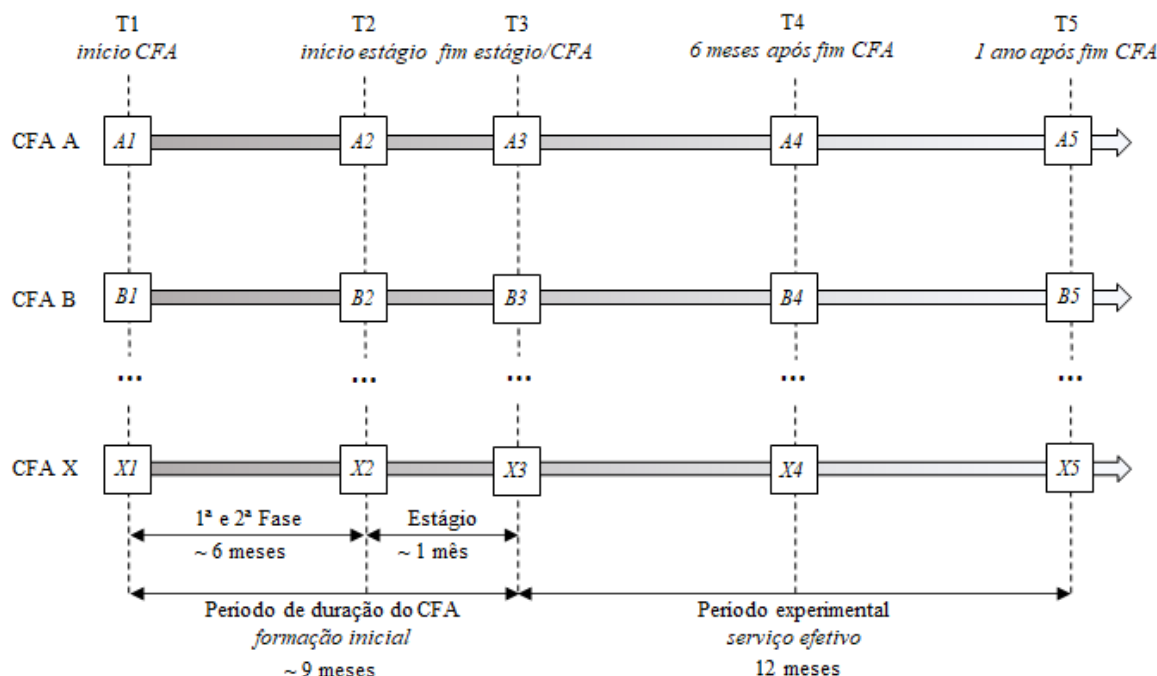 T1 T2 T3 T4 T5
início CFA início estágio fim estágio/CFA 6 meses após fim CFA 1 ano após fim CFA
CFA A A1 A2 A3 A4 A5
CFA B B1 B2 B3 B4 B5
... ... ... ... ...
CFA X X1 X2 X3 X4 X5
1ª e 2ª Fase Estágio
~ 6 meses ~ 1 mês
Período de duração do CFA Período experimental
formação inicial serviço efetivo
~ 9 meses 12 meses